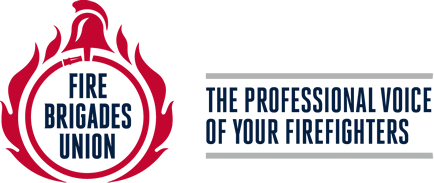 FIRE
BRIGADES
UNION
THE PROFESSIONAL VOICE
OF YOUR FIREFIGHTERS